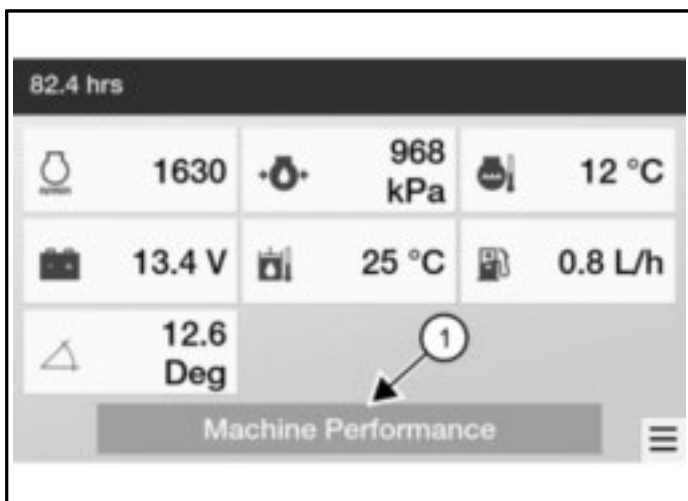 82.4 hrs
1630
968
kPa
12 °C
13.4 V
25 °C
0.8 L/h
12.6
Deg
1
Machine Performance